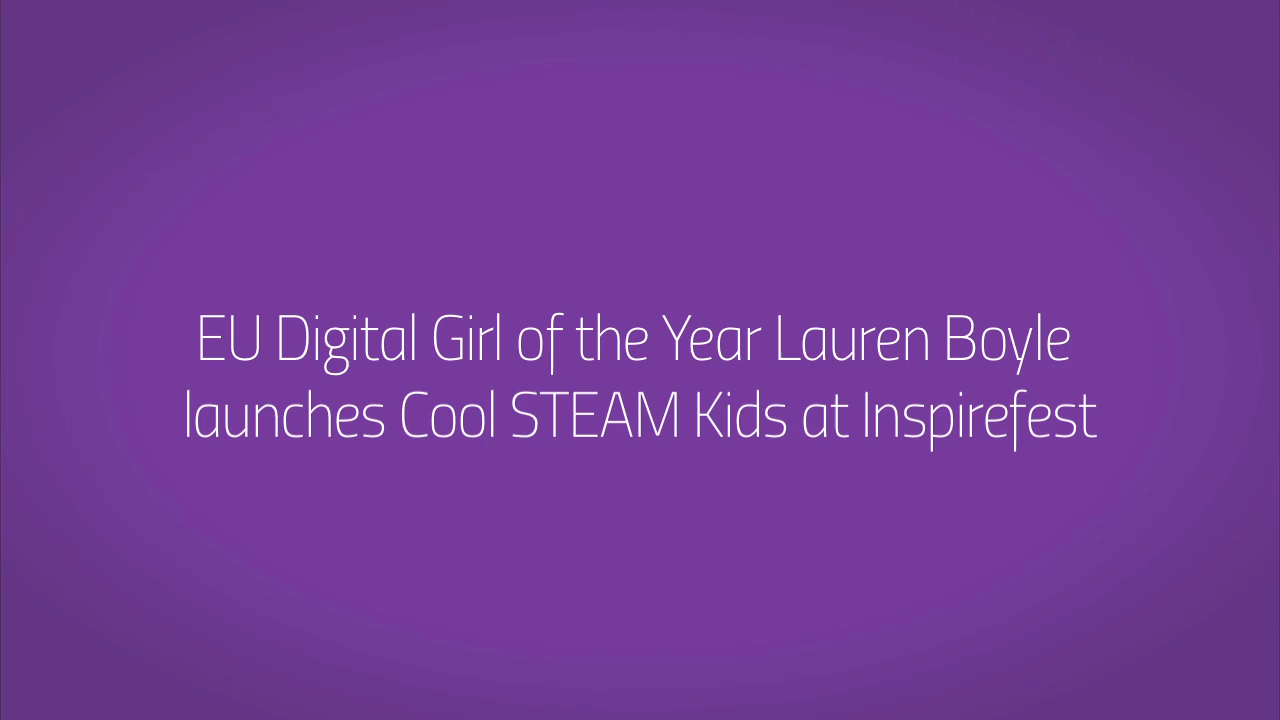 EU Digital Girl of the Year Lauren Boyle
launches Cool STEAM Kids at Inspirefest